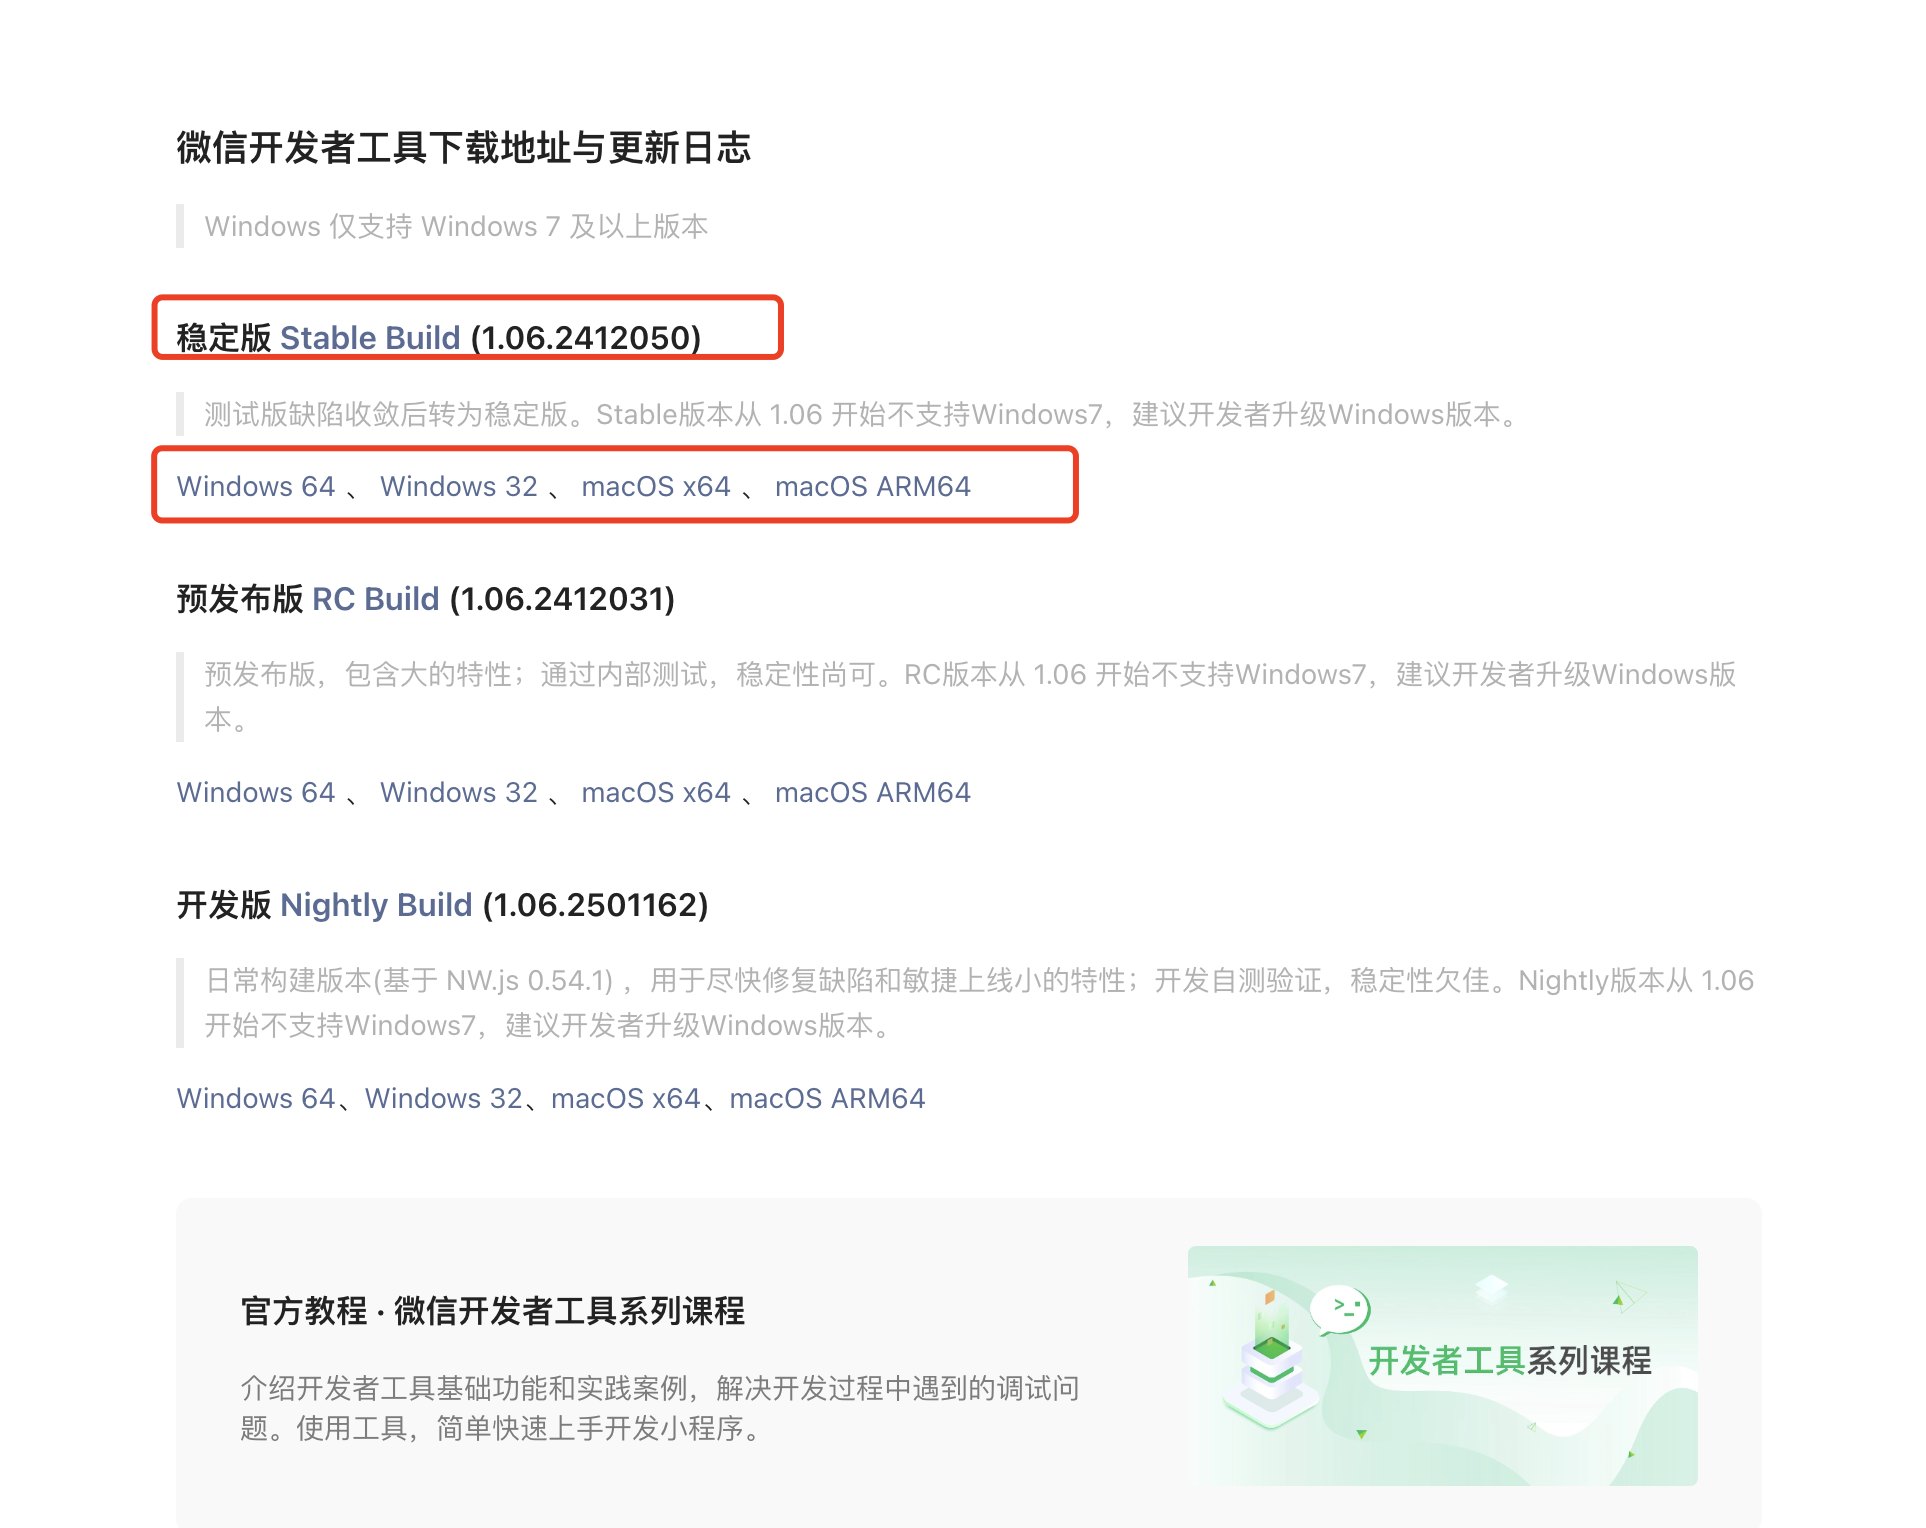 微信开发者工具下载地址与更新日志
Windows 仅支持 Windows 7 及以上版本
稳定版 Stable Build (1.06.2412050)
测试版缺陷收敛后转为稳定版。Stable版本从 1.06 开始不支持Windows7，建议开发者升级Windows版本。
Windows 64 、 Windows 32 、 macOS x64 、 macOS ARM64
预发布版 RC Build (1.06.2412031)
预发布版，包含大的特性；通过内部测试，稳定性尚可。RC版本从 1.06 开始不支持Windows7，建议开发者升级Windows版
本。
Windows 64 、 Windows 32 、 macOS x64 、 macOS ARM64
开发版 Nightly Build (1.06.2501162)
日常构建版本(基于 NW.js 0.54.1) ，用于尽快修复缺陷和敏捷上线小的特性；开发自测验证，稳定性欠佳。Nightly版本从 1.06
开始不支持Windows7，建议开发者升级Windows版本。
Windows 64、Windows 32、macOS x64、macOS ARM64
官方教程 · 微信开发者工具系列课程
介绍开发者工具基础功能和实践案例，解决开发过程中遇到的调试问
题。使用工具，简单快速上手开发小程序。
开发者工具系列课程